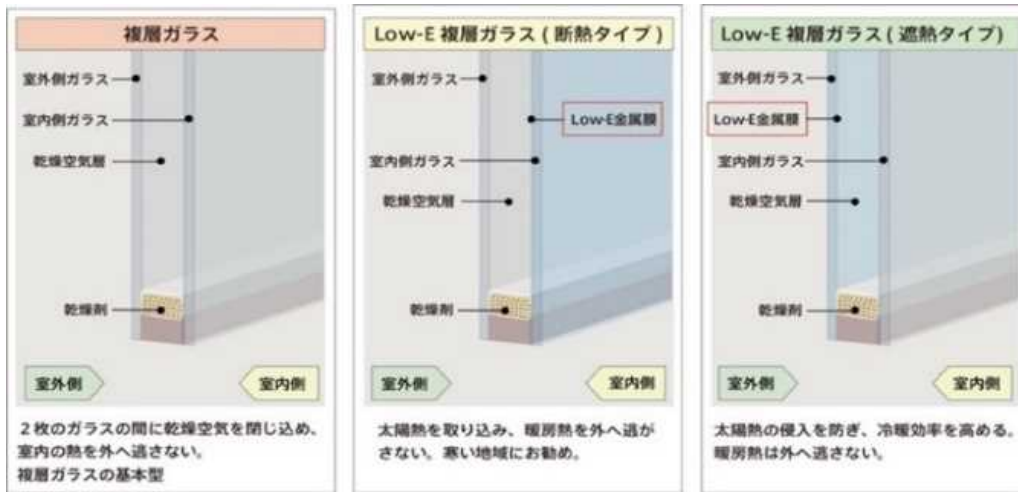 複層ガラス
室外側ガラス
室内側ガラス
乾燥空気層
乾燥剤
室外側
室内側
2枚のガラスの間に乾燥空気を閉じ込め、
室内の熱を外へ逃さない。
複層ガラスの基本型
Low-E 複層ガラス ( 断熱タイプ )
室外側ガラス
Low-E金属膜
室内側ガラス
乾燥空気層
乾燥剤
室外側
室内側
太陽熱を取り込み、暖房熱を外へ逃が
さない。寒い地域にお勧め。
Low-E 複層ガラス ( 遮熱タイプ)
室外側ガラス
Low-E金属膜
室内側ガラス
乾燥空気層
乾燥剤
室外側
室内側
太陽熱の侵入を防ぎ、冷暖効率を高める。
暖房熱は外へ逃さない。